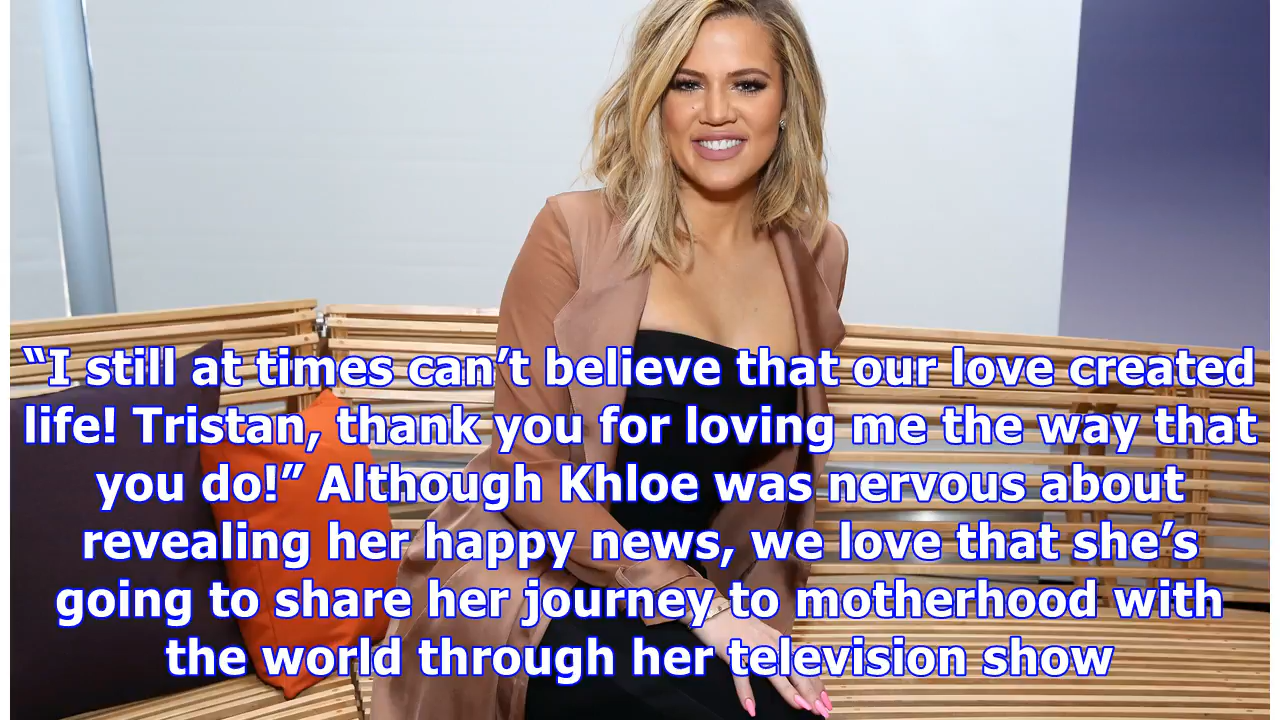 “I still at times can’t believe that our love created
life! Tristan, thank you for loving me the way that
you do!” Although Khloe was nervous about
revealing her happy news, we love that she’s
going to share her journey to motherhood with
the world through her television show